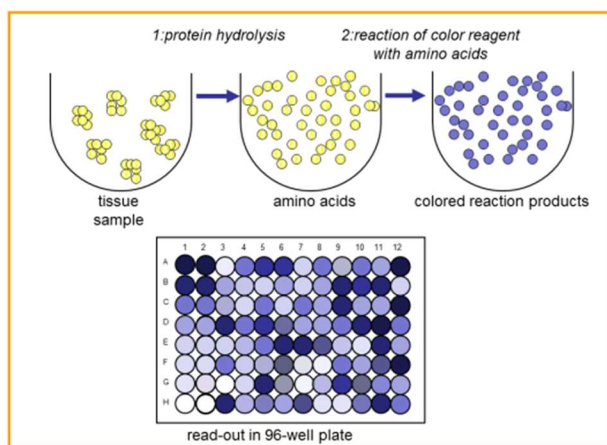 1:protein hydrolysis
2:reaction of color reagent
with amino acids
tissue
sample
amino acids
colored reaction products
1 2 3 4 5 6 7 8 9 10 11 12
A
B
C
D
E
F
G
H
read-out in 96-well plate